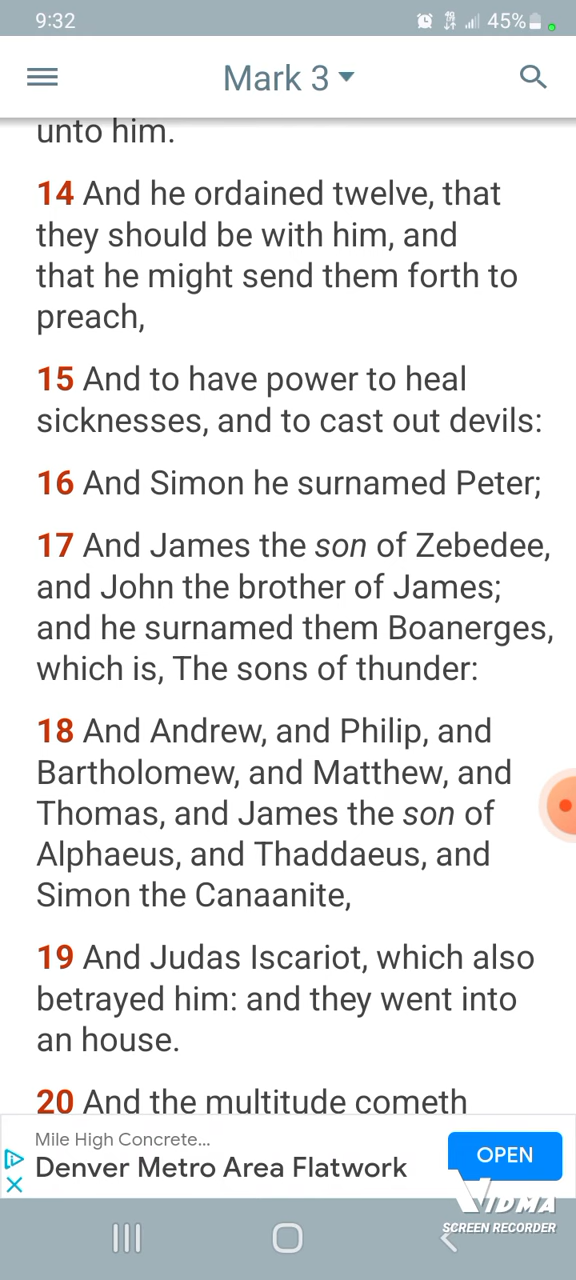 9:32
45%
Mark 3
unto him.
14 And he ordained twelve, that
they should be with him, and
that he might send them forth to
preach,
15 And to have power to heal
sicknesses, and to cast out devils:
16 And Simon he surnamed Peter;
17 And James the son of Zebedee,
and John the brother of James;
and he surnamed them Boanerges,
which is, The sons of thunder:
18 And Andrew, and Philip, and
Bartholomew, and Matthew, and
Thomas, and James the son of
Alphaeus, and Thaddaeus, and
Simon the Canaanite,
19 And Judas Iscariot, which also
betrayed him: and they went into
an house.
20 And the multitude cometh
Mile High Concrete...
Denver Metro Area Flatwork
OPEN
VIDMA
SCREEN RECORDER